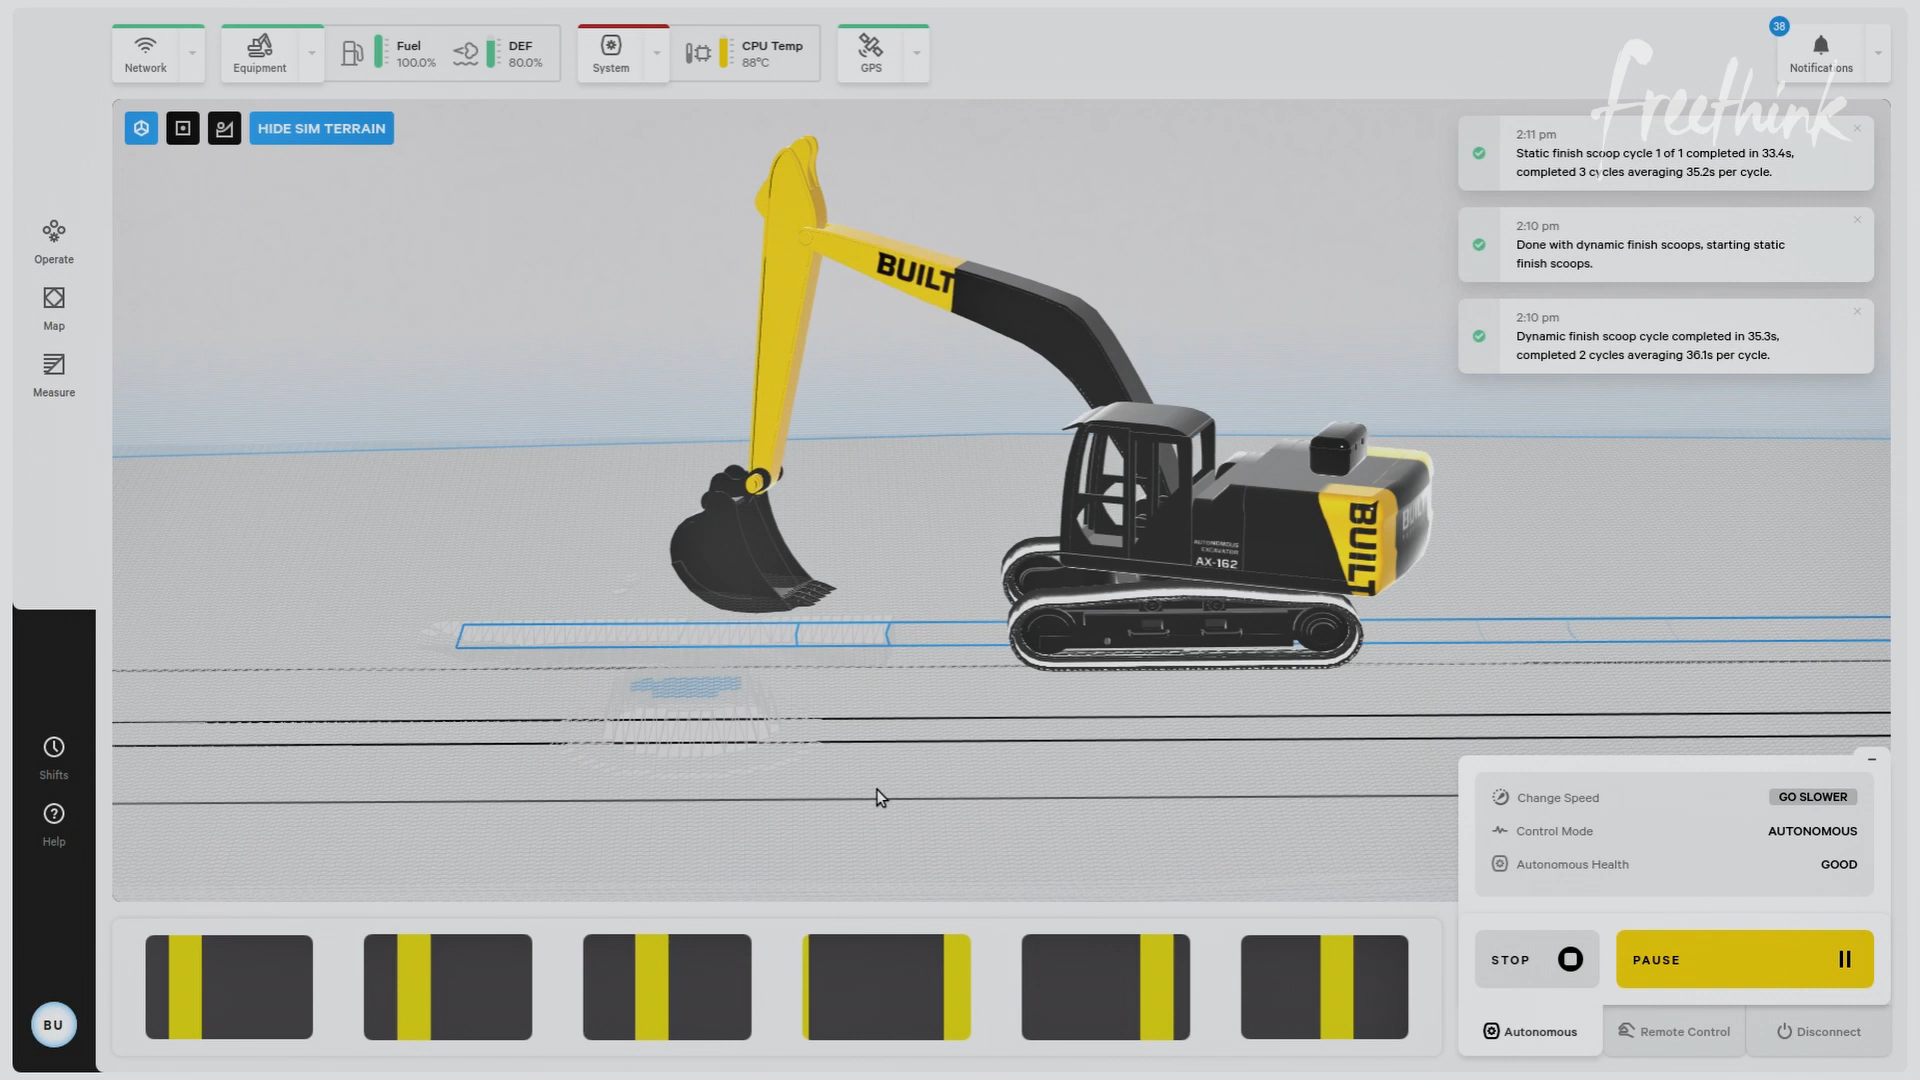 Network
Equipment
Fuel
100.0%
DEF
80.0%
System
CPU Temp
88°C
GPS
38
Notifications
freethink
HIDE SIM TERRAIN
2:11 pm
Static finish scoop cycle 1 of 1 completed in 33.4s,
completed 3 cycles averaging 35.2s per cycle.
2:10 pm
Done with dynamic finish scoops, starting static
finish scoops.
2:10 pm
Dynamic finish scoop cycle completed in 35.3s,
completed 2 cycles averaging 36.1s per cycle.
Operate
Map
Measure
BUILT
BUILT
AUTONOMOUS
EXCAVATOR
AX-162
Shifts
Help
BU
Change Speed
GO SLOWER
Control Mode
AUTONOMOUS
Autonomous Health
GOOD
STOP
PAUSE
Autonomous
Remote Control
Disconnect